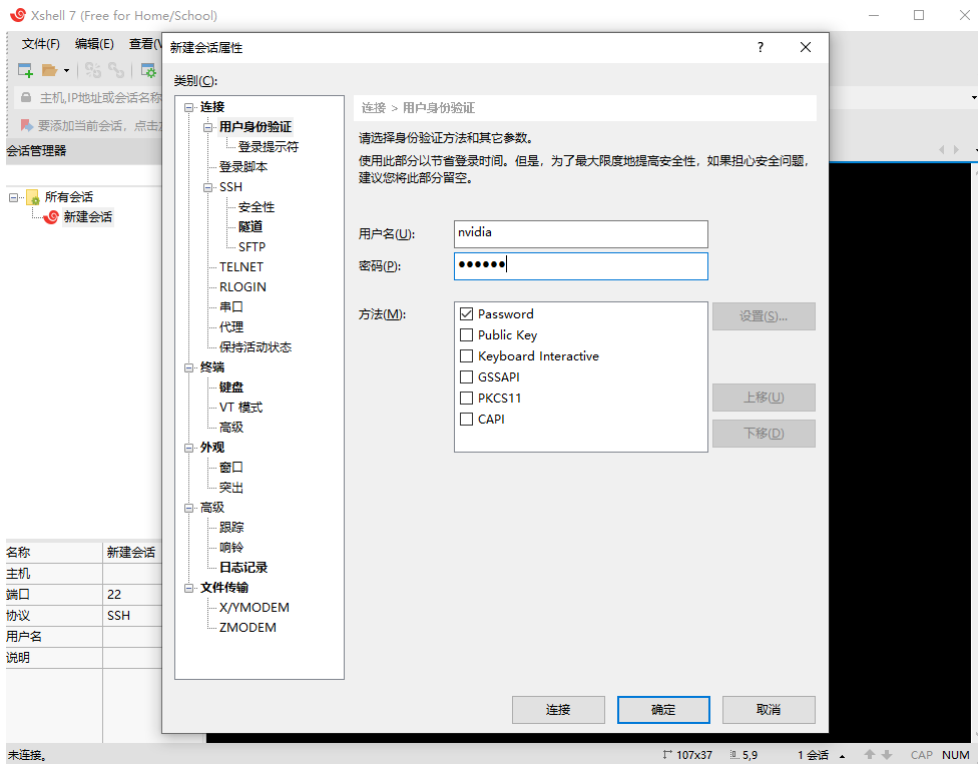 Xshell 7 (Free for Home/School)
文件(F) 编辑(E) 查看(V
主机,IP地址或会话名称
要添加当前会话，点击左
会话管理器
所有会话
新建会话
名称 新建会话
主机
端口 22
协议 SSH
用户名
说明
未连接。
新建会话属性
?
类别(C):
连接
用户身份验证
登录提示符
登录脚本
SSH
安全性
隧道
SFTP
TELNET
RLOGIN
串口
代理
保持活动状态
终端
键盘
VT 模式
高级
外观
窗口
突出
高级
跟踪
响铃
日志记录
文件传输
X/YMODEM
ZMODEM
连接 > 用户身份验证
请选择身份验证方法和其它参数。
使用此部分以节省登录时间。但是，为了最大限度地提高安全性，如果担心安全问题，
建议您将此部分留空。
用户名(U): nvidia
密码(P): ●●●●●●
方法(M):
Password
Public Key
Keyboard Interactive
GSSAPI
PKCS11
CAPI
设置(S)...
上移(U)
下移(D)
连接 确定 取消
107x37 5,9 1 会话 CAP NUM